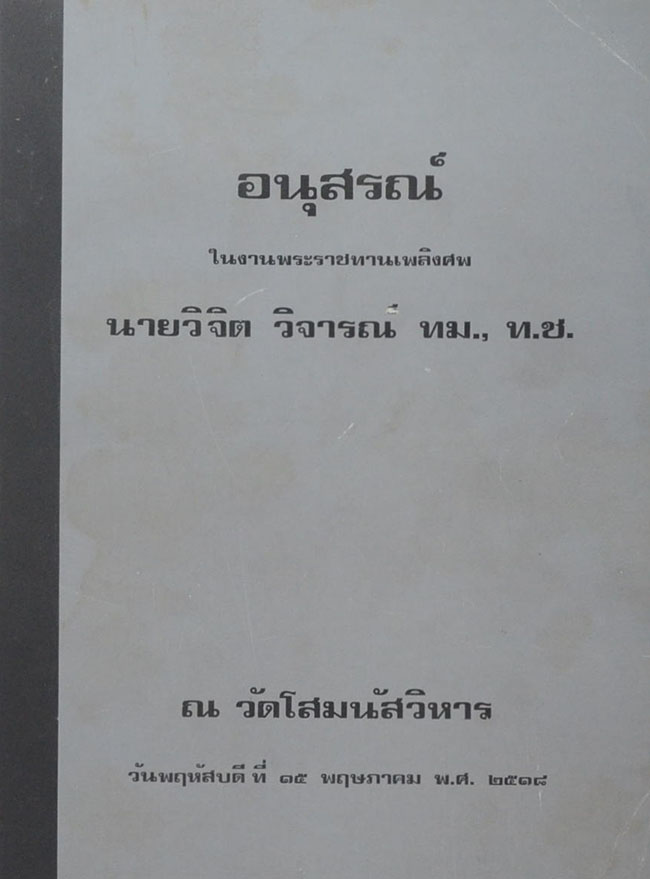 อนุสรณ์
ในงานพระราชทานเพลิงศพ
นายวิจิต วิจารณ์ ทม., ท.ช.
ณ วัดโสมนัสวิหาร
วันพฤหัสบดี ที่ ๑๕ พฤษภาคม พ.ศ. ๒๕๑๘